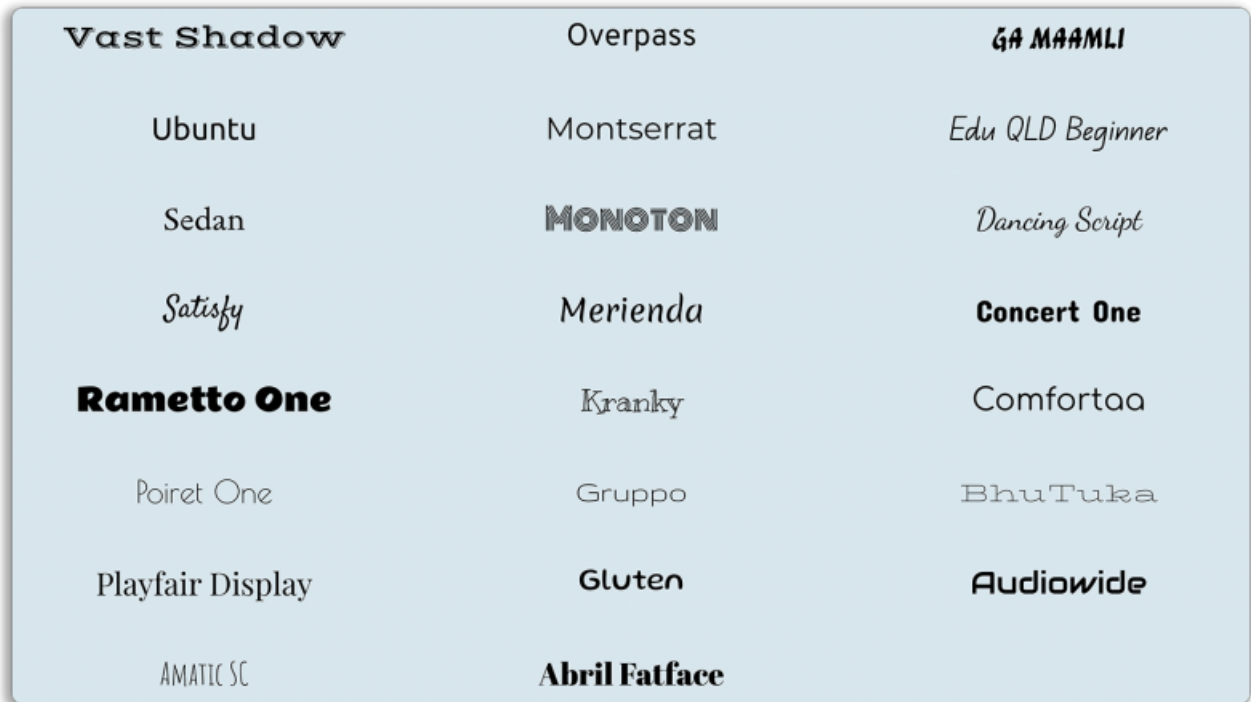 Vast Shadow Overpass GA MAAMLI
Ubuntu Montserrat Edu QLD Beginner
Sedan MONOTON Dancing Script
Satisfy Merienda Concert One
Rametto One Kranky Comfortaa
Poiret One Gruppo BhuTuka
Playfair Display Gluten Audiowide
AMATIC SC Abril Fatface